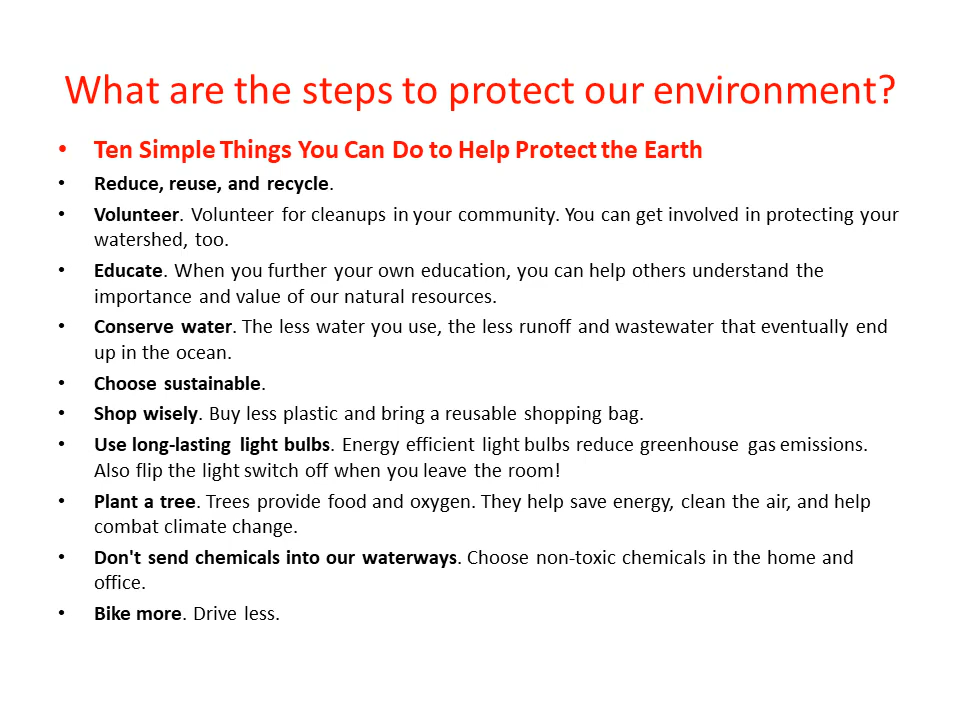 What are the steps to protect our environment?
• Ten Simple Things You Can Do to Help Protect the Earth
• Reduce, reuse, and recycle.
• Volunteer. Volunteer for cleanups in your community. You can get involved in protecting your
watershed, too.
• Educate. When you further your own education, you can help others understand the
importance and value of our natural resources.
• Conserve water. The less water you use, the less runoff and wastewater that eventually end
up in the ocean.
• Choose sustainable.
• Shop wisely. Buy less plastic and bring a reusable shopping bag.
• Use long-lasting light bulbs. Energy efficient light bulbs reduce greenhouse gas emissions.
Also flip the light switch off when you leave the room!
• Plant a tree. Trees provide food and oxygen. They help save energy, clean the air, and help
combat climate change.
• Don't send chemicals into our waterways. Choose non-toxic chemicals in the home and
office.
• Bike more. Drive less.